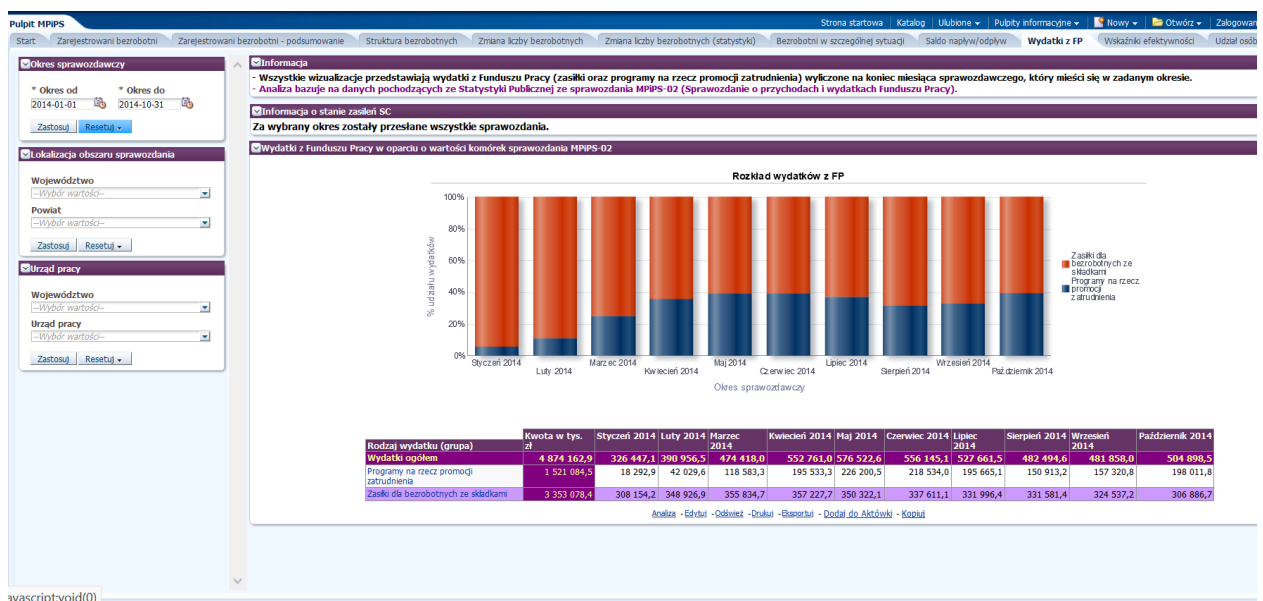 Pulpit MPiPS
Strona startowa Katalog Ulubione Pulpity informacyjne Nowy Otwórz Zalogowan
Start Zarejestrowani bezrobotni Zarejestrowani bezrobotni - podsumowanie Struktura bezrobotnych Zmiana liczby bezrobotnych Zmiana liczby bezrobotnych (statystyki) Bezrobotni w szczególnej sytuacji Saldo napływ/odpływ Wydatki z FP Wskaźniki efektywności Udział osób
Okres sprawozdawczy
* Okres od * Okres do
2014-01-01 2014-10-31
Zastosuj Resetuj
Lokalizacja obszaru sprawozdania
Województwo
--Wybór wartości--
Powiat
--Wybór wartości--
Zastosuj Resetuj
Urząd pracy
Województwo
--Wybór wartości--
Urząd pracy
--Wybór wartości--
Zastosuj Resetuj
Informacja
- Wszystkie wizualizacje przedstawiają wydatki z Funduszu Pracy (zasiłki oraz programy na rzecz promocji zatrudnienia) wyliczone na koniec miesiąca sprawozdawczego, który mieści się w zadanym okresie.
- Analiza bazuje na danych pochodzących ze Statystyki Publicznej ze sprawozdania MPiPS-02 (Sprawozdanie o przychodach i wydatkach Funduszu Pracy).
Informacja o stanie zasileń SC
Za wybrany okres zostały przesłane wszystkie sprawozdania.
Wydatki z Funduszu Pracy w oparciu o wartości komórek sprawozdania MPiPS-02
Rozkład wydatków z FP
% udziału wydatków
100%
80%
60%
40%
20%
0%
Styczeń 2014 Luty 2014 Marzec 2014 Kwiecień 2014 Maj 2014 Czerwiec 2014 Lipiec 2014 Sierpień 2014 Wrzesień 2014 Październik 2014
Okres sprawozdawczy
Zasiłki dla
bezrobotnych ze
składkami
Programy na rzecz
promocji
zatrudnienia
Rodzaj wydatku (grupa) Kwota w tys. zł Styczeń 2014 Luty 2014 Marzec 2014 Kwiecień 2014 Maj 2014 Czerwiec 2014 Lipiec 2014 Sierpień 2014 Wrzesień 2014 Październik 2014
Wydatki ogółem 4 874 162,9 326 447,1 390 956,5 474 418,0 552 761,0 576 522,6 556 145,1 527 661,5 482 494,6 481 858,0 504 898,5
Programy na rzecz promocji zatrudnienia 1 521 084,5 18 292,9 42 029,6 118 583,3 195 533,3 226 200,5 218 534,0 195 665,1 150 913,2 157 320,8 198 011,8
Zasiłki dla bezrobotnych ze składkami 3 353 078,4 308 154,2 348 926,9 355 834,7 357 227,7 350 322,1 337 611,1 331 996,4 331 581,4 324 537,2 306 886,7
Analiza - Edytuj - Odśwież - Drukuj - Eksportuj - Dodaj do Aktówki - Kopiuj
avascript:void(0)